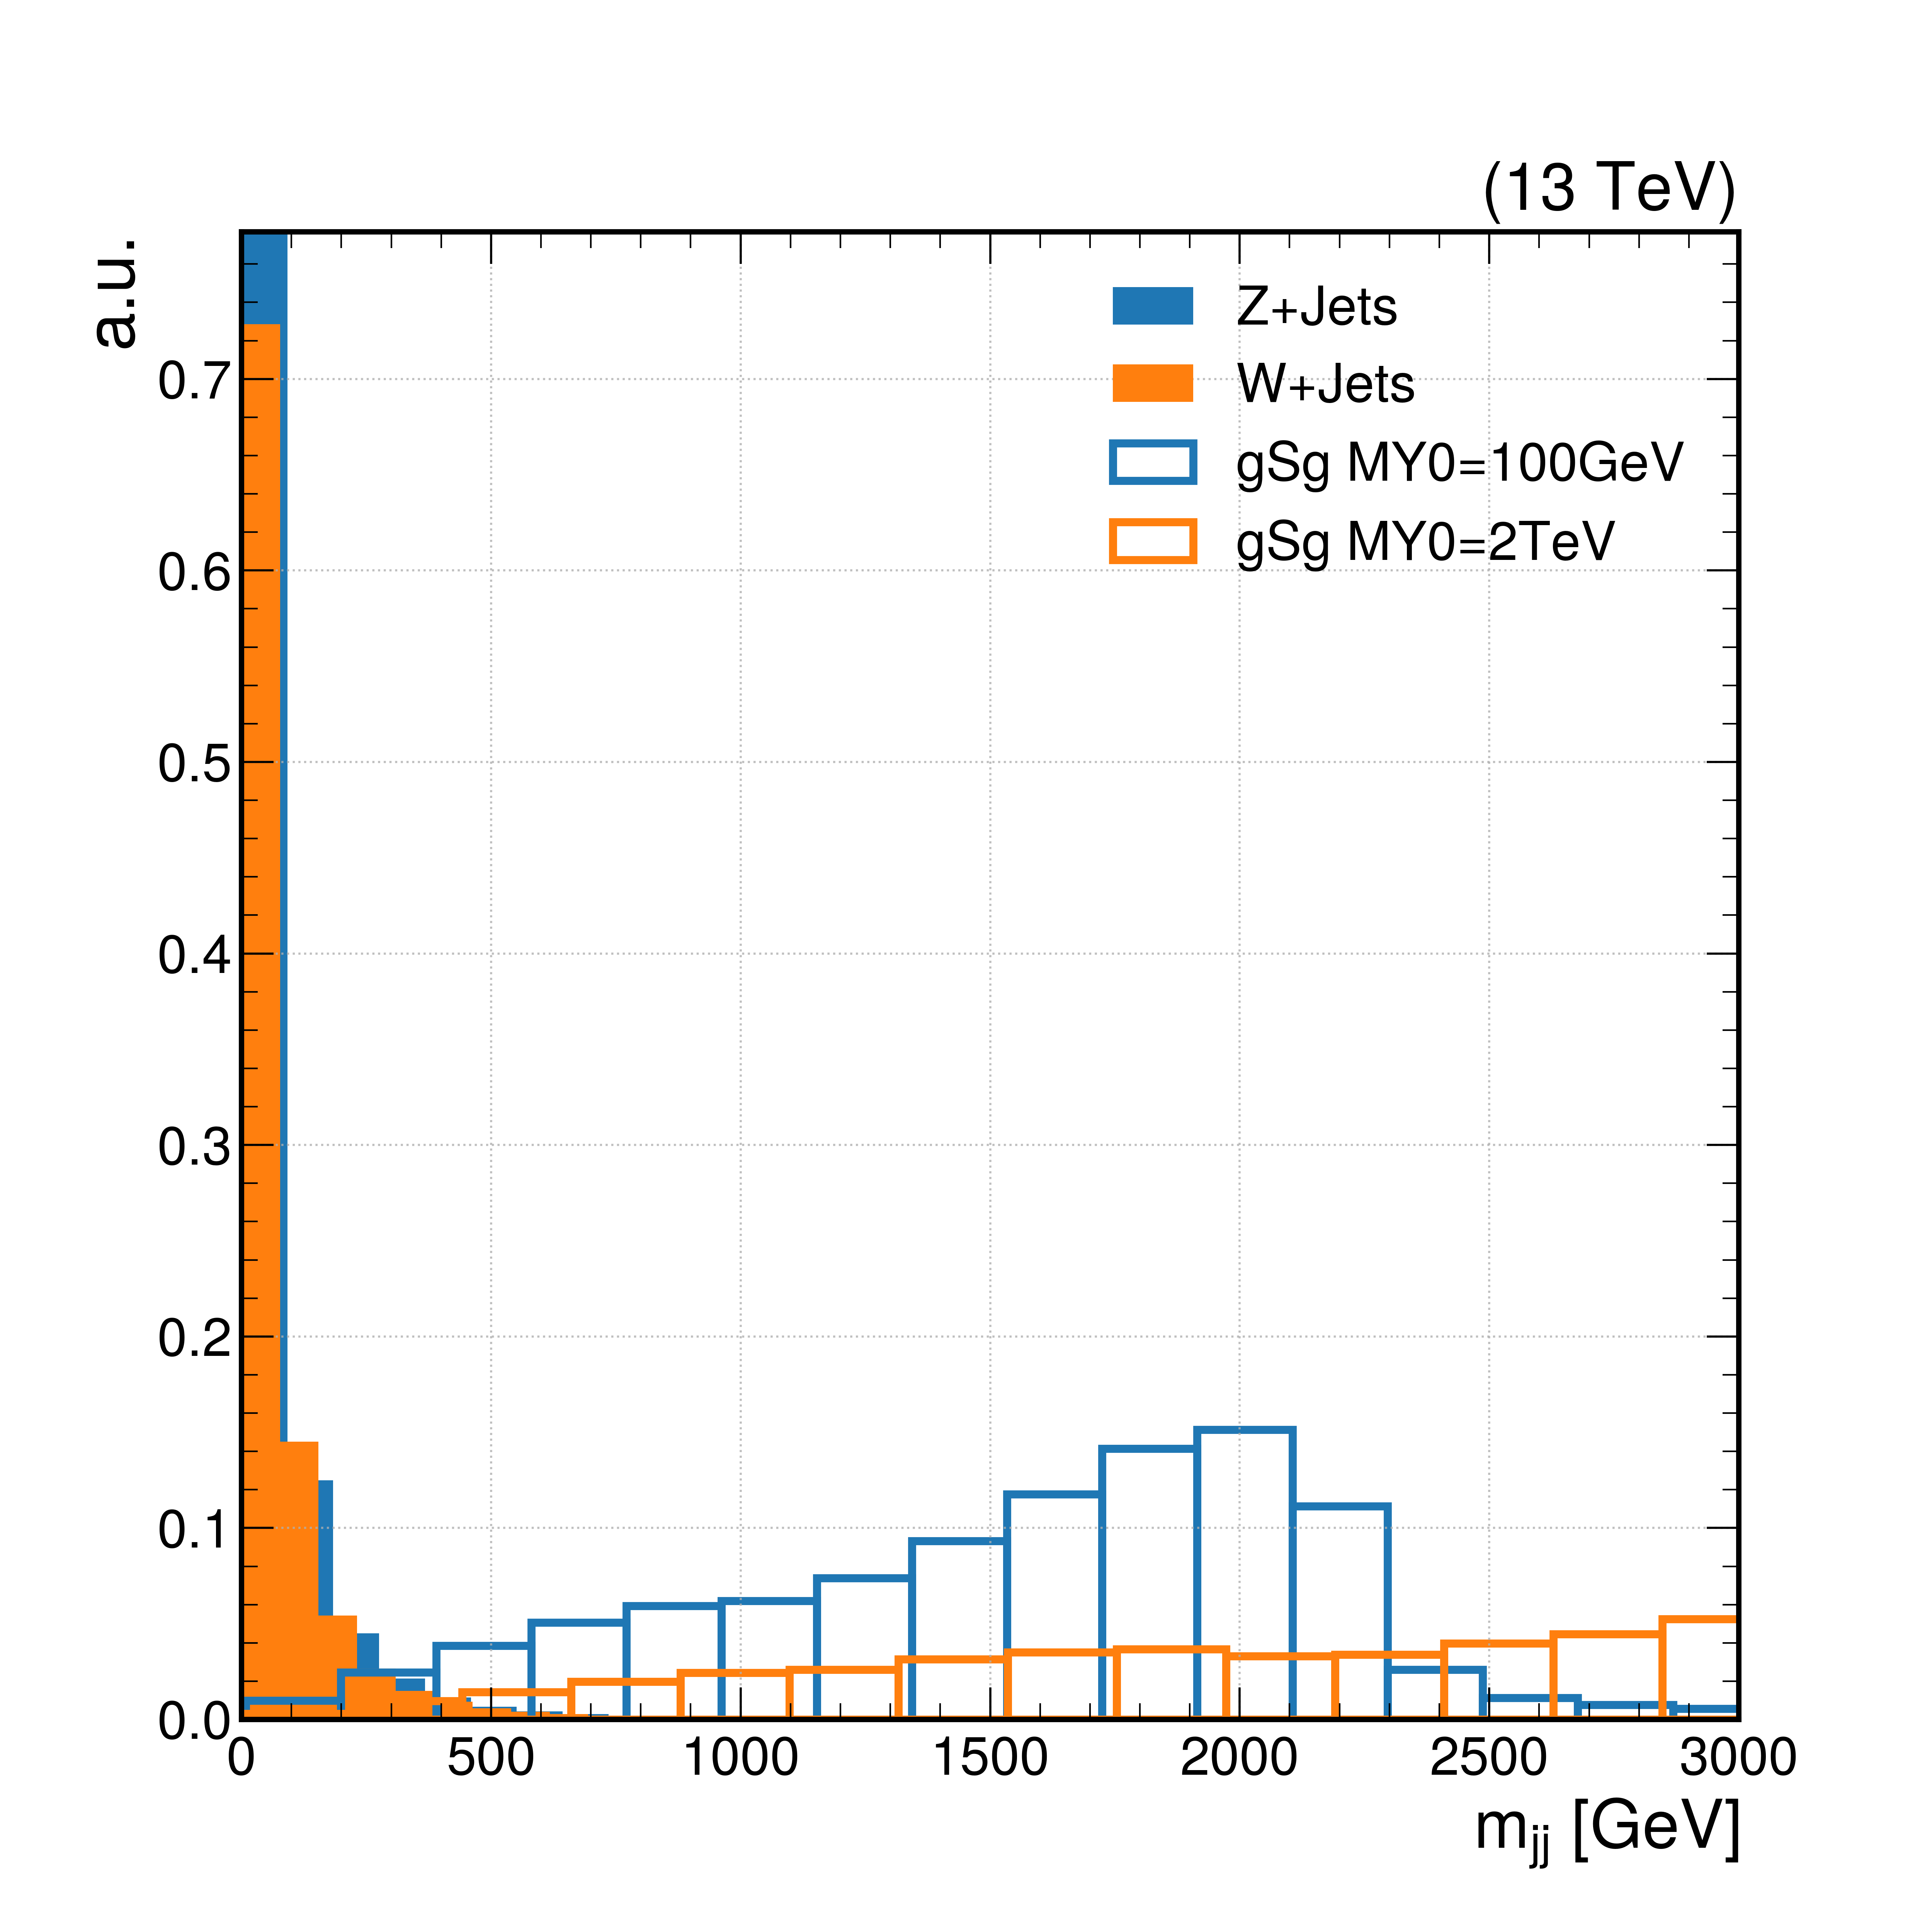 (13 TeV)
a.u.
Z+Jets
W+Jets
gSg MY0=100GeV
gSg MY0=2TeV
0.7
0.6
0.5
0.4
0.3
0.2
0.1
0.0
0 500 1000 1500 2000 2500 3000
m_jj [GeV]